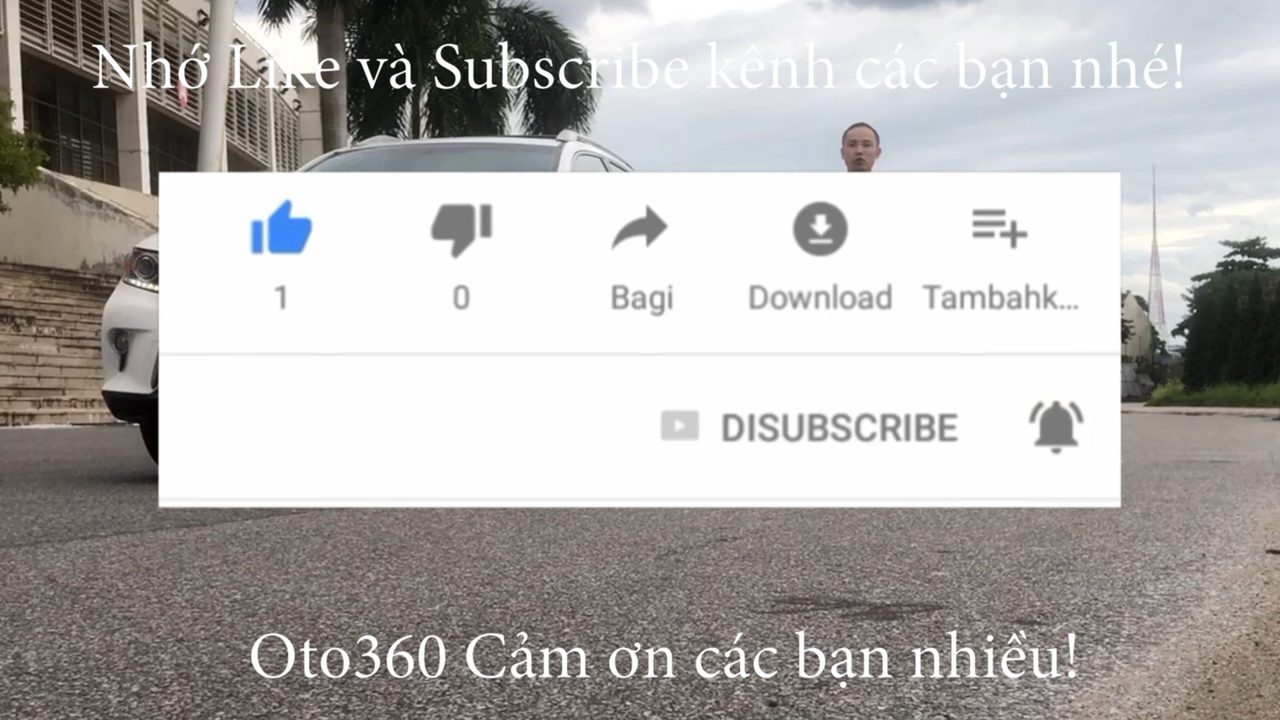 Nhớ Like và Subscribe kênh các bạn nhé!
1
0
Bagi
Download
Tambahk...
DISUBSCRIBE
Oto360 Cảm ơn các bạn nhiều!